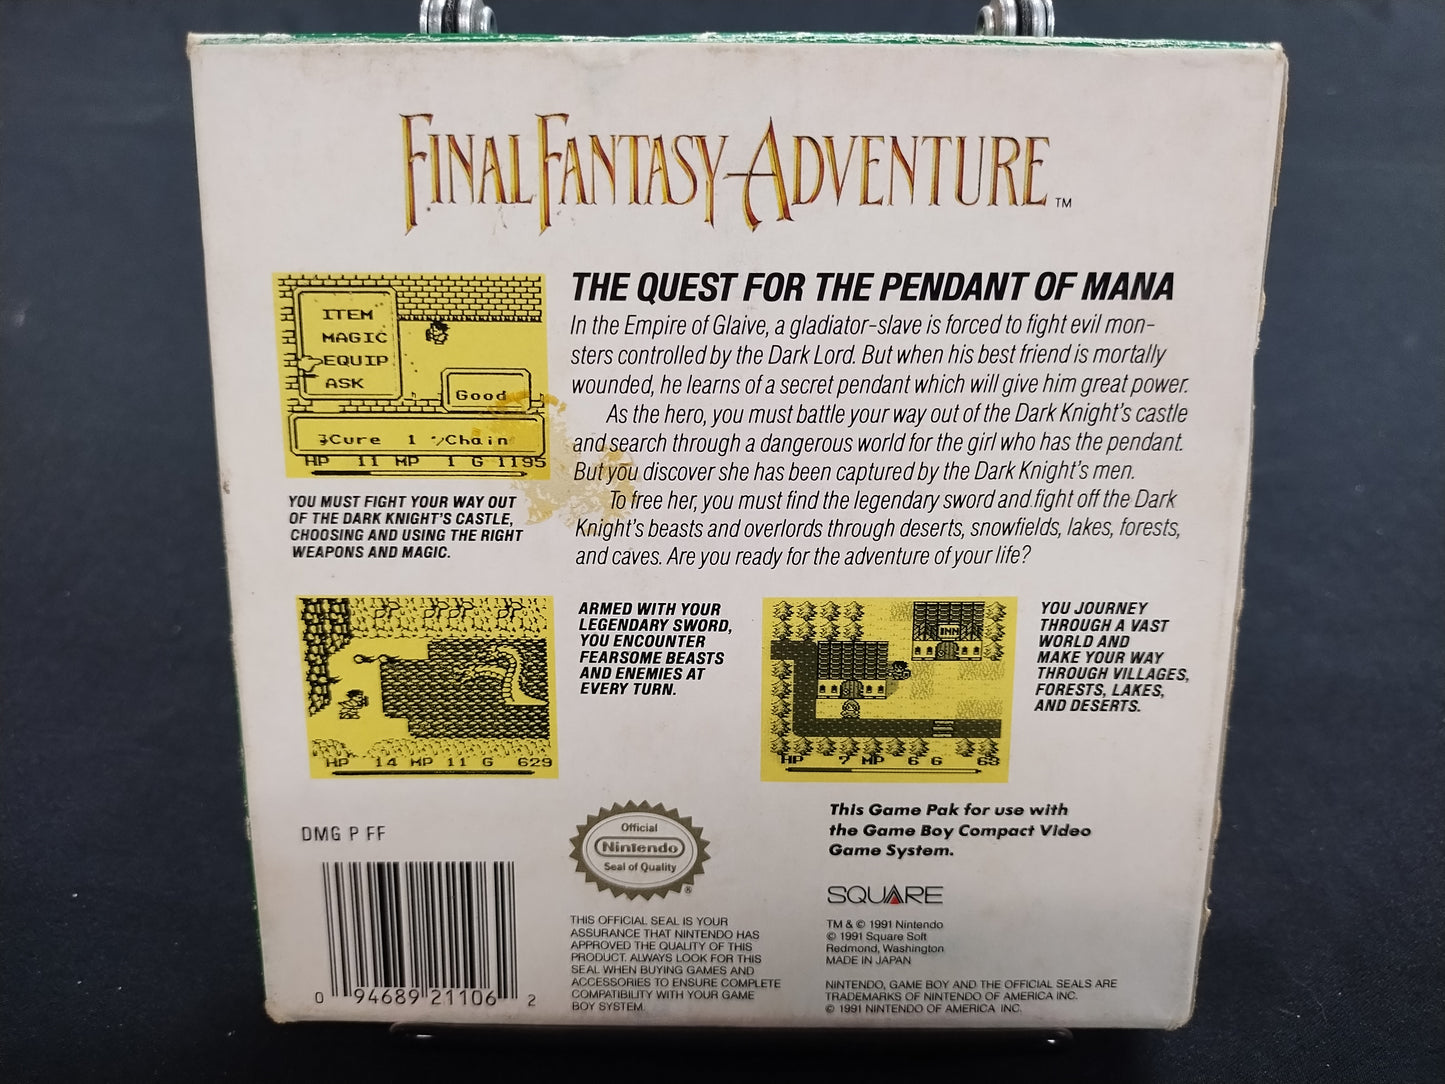 FINAL FANTASY ADVENTURE TM
THE QUEST FOR THE PENDANT OF MANA
In the Empire of Glaive, a gladiator-slave is forced to fight evil mon-
sters controlled by the Dark Lord. But when his best friend is mortally
wounded, he learns of a secret pendant which will give him great power.
As the hero, you must battle your way out of the Dark Knight's castle
and search through a dangerous world for the girl who has the pendant.
But you discover she has been captured by the Dark Knight's men.
To free her, you must find the legendary sword and fight off the Dark
Knight's beasts and overlords through deserts, snowfields, lakes, forests,
and caves. Are you ready for the adventure of your life?
ITEM
MAGIC
EQUIP
ASK
Good
Cure 1 Chain
HP 11 MP 1 G 1195
YOU MUST FIGHT YOUR WAY OUT
OF THE DARK KNIGHT'S CASTLE,
CHOOSING AND USING THE RIGHT
WEAPONS AND MAGIC.
HP 14 MP 11 G 629
ARMED WITH YOUR
LEGENDARY SWORD,
YOU ENCOUNTER
FEARSOME BEASTS
AND ENEMIES AT
EVERY TURN.
INN
HP 7 MP 6 G 63
YOU JOURNEY
THROUGH A VAST
WORLD AND
MAKE YOUR WAY
THROUGH VILLAGES,
FORESTS, LAKES,
AND DESERTS.
DMG P FF
0 94689 21106 2
Official
Nintendo
Seal of Quality
®
THIS OFFICIAL SEAL IS YOUR
ASSURANCE THAT NINTENDO HAS
APPROVED THE QUALITY OF THIS
PRODUCT. ALWAYS LOOK FOR THIS
SEAL WHEN BUYING GAMES AND
ACCESSORIES TO ENSURE COMPLETE
COMPATIBILITY WITH YOUR GAME
BOY SYSTEM.
This Game Pak for use with
the Game Boy Compact Video
Game System.
SQUARE
TM & © 1991 Nintendo
© 1991 Square Soft
Redmond, Washington
MADE IN JAPAN
NINTENDO, GAME BOY AND THE OFFICIAL SEALS ARE
TRADEMARKS OF NINTENDO OF AMERICA INC.
© 1991 NINTENDO OF AMERICA INC.